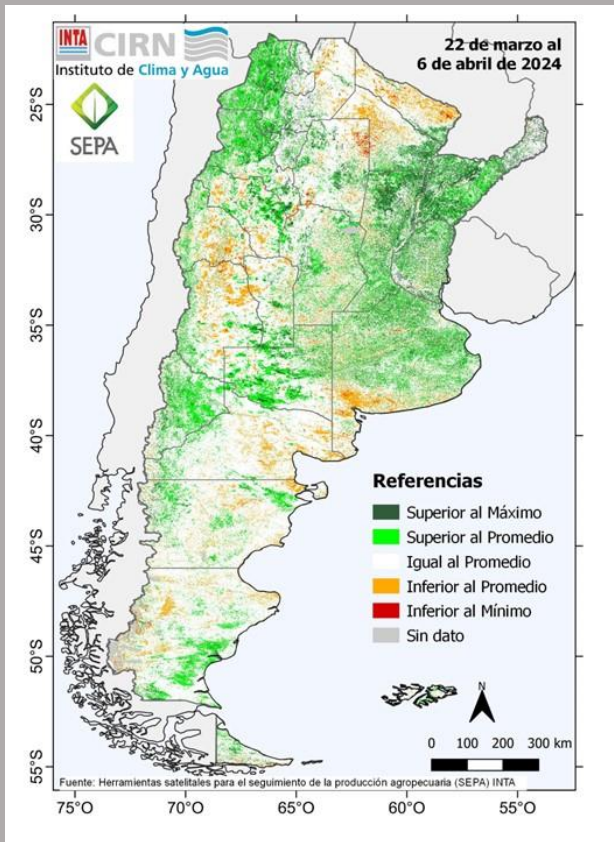 INTA CIRN
Instituto de Clima y Agua
SEPA
22 de marzo al
6 de abril de 2024
25°S
30°S
35°S
40°S
45°S
50°S
55°S
Referencias
Superior al Máximo
Superior al Promedio
Igual al Promedio
Inferior al Promedio
Inferior al Mínimo
Sin dato
N
0 100 200 300 km
Fuente: Herramientas satelitales para el seguimiento de la producción agropecuaria (SEPA) INTA
75°O 70°O 65°O 60°O 55°O